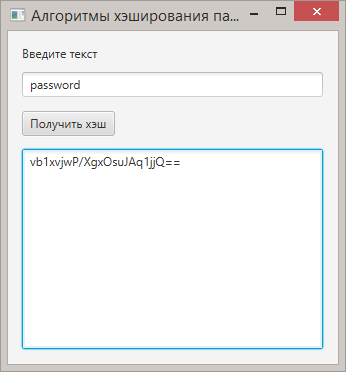 Алгоритмы хэширования па...
Введите текст
password
Получить хэш
vb1xvjwP/XgxOsuJAq1jjQ==